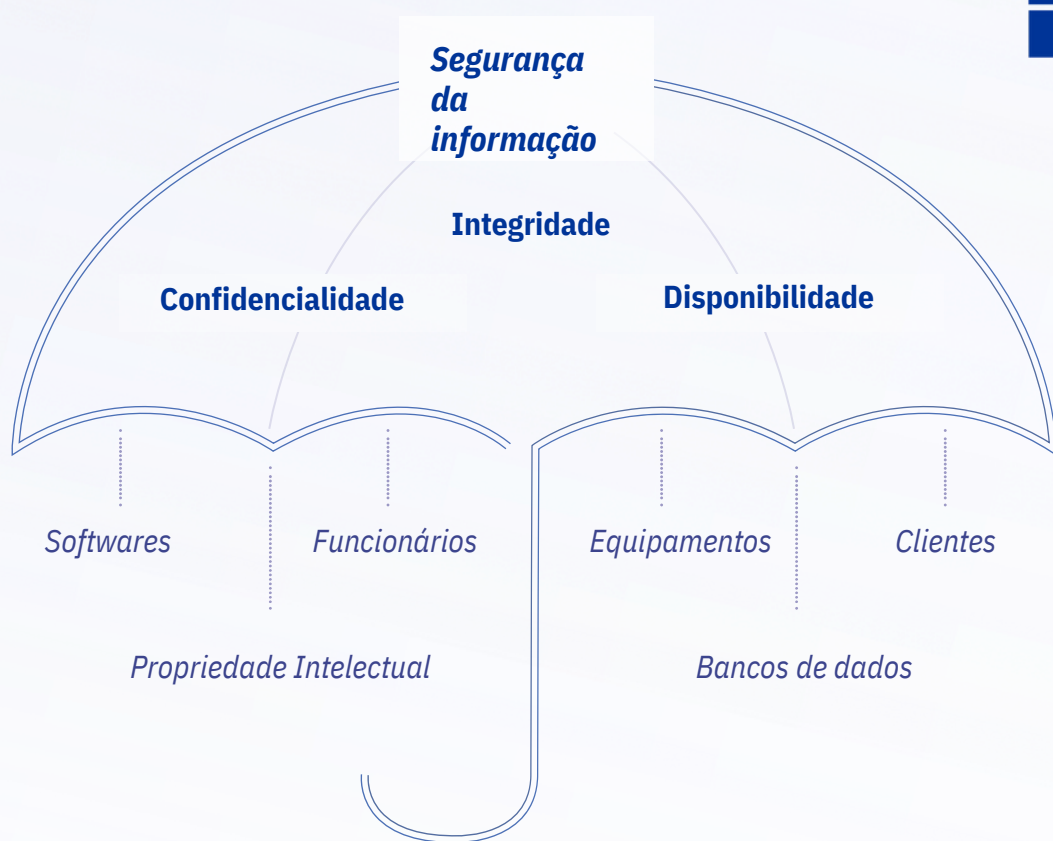 Segurança
da
informação
Integridade
Confidencialidade
Disponibilidade
Softwares
Funcionários
Equipamentos
Clientes
Propriedade Intelectual
Bancos de dados